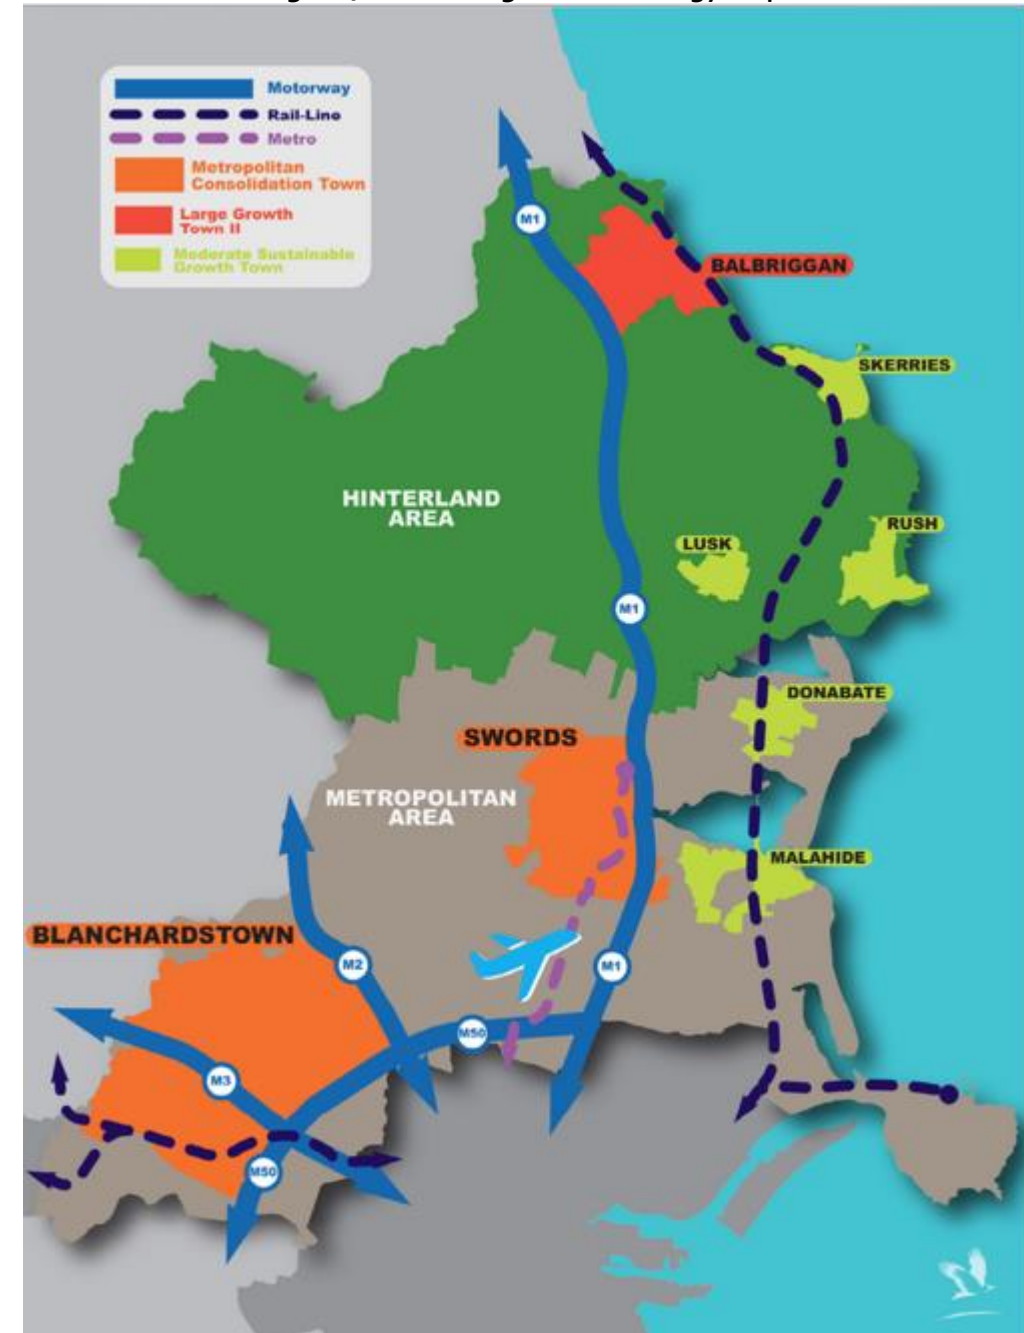 Motorway
Rail-Line
Metro
Metropolitan
Consolidation Town
Large Growth
Town II
Moderate Sustainable
Growth Town
M1
BALBRIGGAN
SKERRIES
HINTERLAND
AREA
RUSH
LUSK
M1
DONABATE
SWORDS
METROPOLITAN
AREA
MALAHIDE
BLANCHARDSTOWN
M2
M1
M50
M3
M50